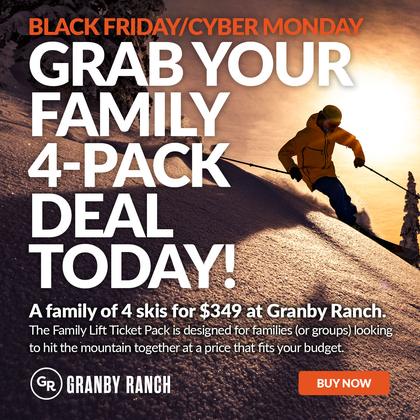 BLACK FRIDAY/CYBER MONDAY
GRAB YOUR
FAMILY
4-PACK
DEAL
TODAY!
A family of 4 skis for $349 at Granby Ranch.
The Family Lift Ticket Pack is designed for families (or groups) looking
to hit the mountain together at a price that fits your budget.
GR GRANBY RANCH
BUY NOW